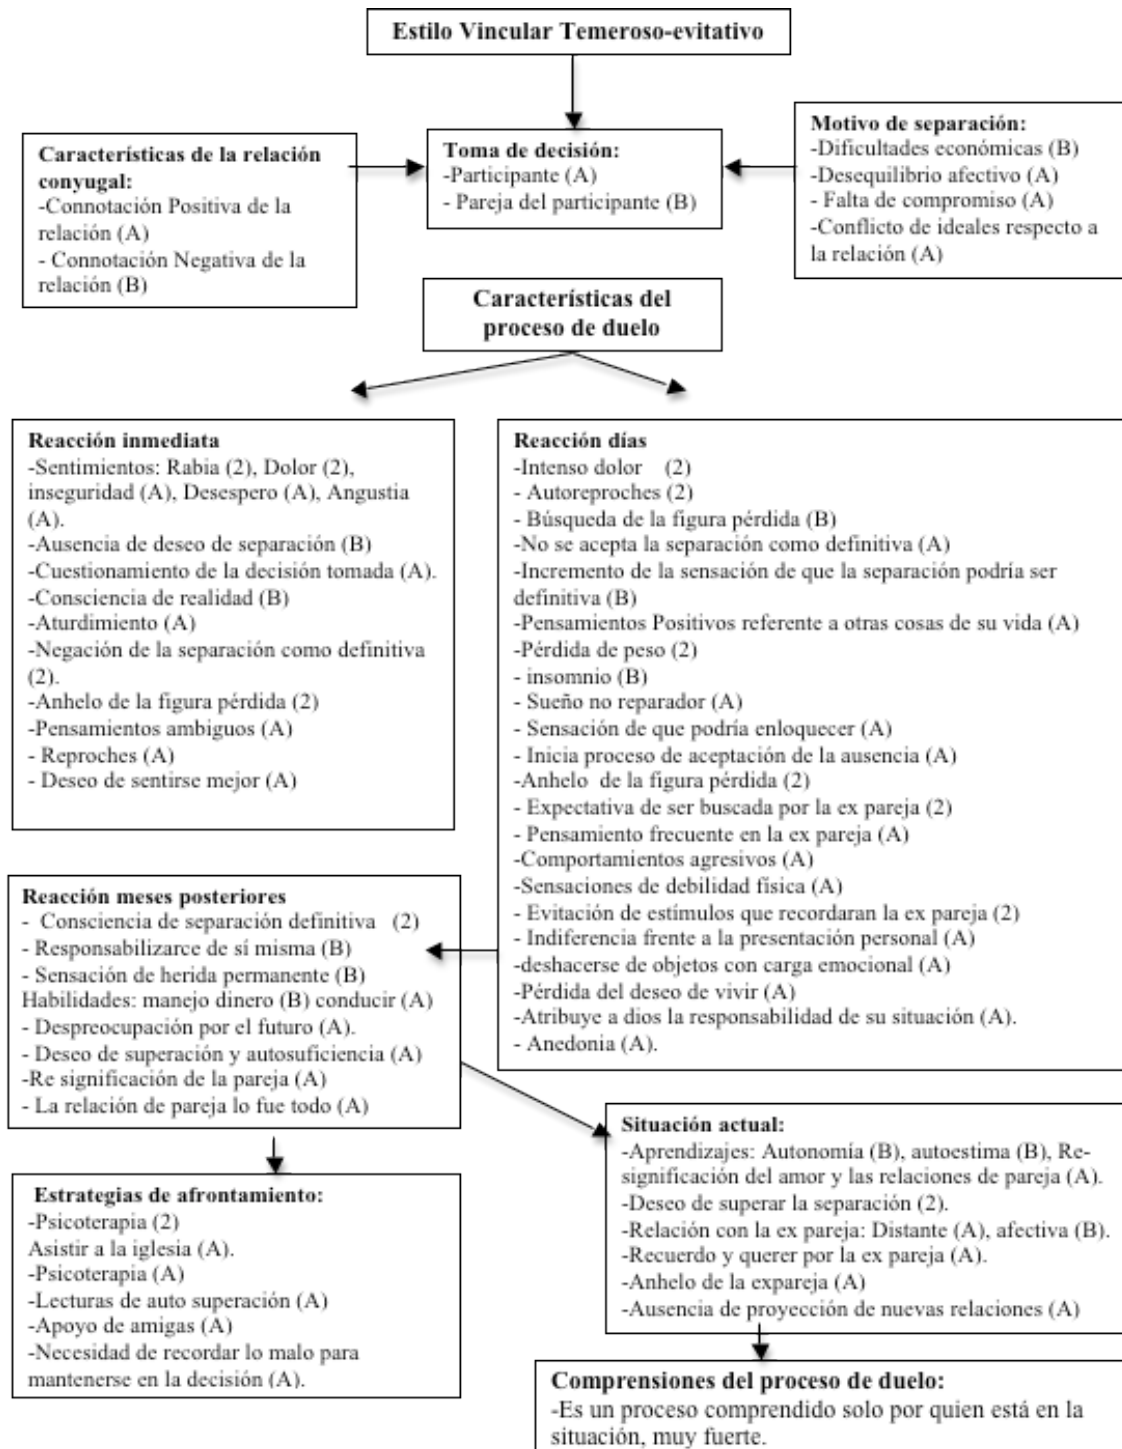 Estilo Vincular Temeroso-evitativo
Características de la relación
conyugal:
-Connotación Positiva de la
relación (A)
- Connotación Negativa de la
relación (B)
Toma de decisión:
-Participante (A)
- Pareja del participante (B)
Motivo de separación:
-Dificultades económicas (B)
-Desequilibrio afectivo (A)
- Falta de compromiso (A)
-Conflicto de ideales respecto a
la relación (A)
Características del
proceso de duelo
Reacción inmediata
-Sentimientos: Rabia (2), Dolor (2),
inseguridad (A), Desespero (A), Angustia
(A).
-Ausencia de deseo de separación (B)
-Cuestionamiento de la decisión tomada (A).
-Consciencia de realidad (B)
-Aturdimiento (A)
-Negación de la separación como definitiva
(2).
-Anhelo de la figura pérdida (2)
-Pensamientos ambiguos (A)
- Reproches (A)
- Deseo de sentirse mejor (A)
Reacción días
-Intenso dolor (2)
- Autoreproches (2)
- Búsqueda de la figura pérdida (B)
-No se acepta la separación como definitiva (A)
-Incremento de la sensación de que la separación podría ser
definitiva (B)
-Pensamientos Positivos referente a otras cosas de su vida (A)
-Pérdida de peso (2)
- insomnio (B)
- Sueño no reparador (A)
- Sensación de que podría enloquecer (A)
- Inicia proceso de aceptación de la ausencia (A)
-Anhelo de la figura pérdida (2)
- Expectativa de ser buscada por la ex pareja (2)
- Pensamiento frecuente en la ex pareja (A)
-Comportamientos agresivos (A)
-Sensaciones de debilidad física (A)
- Evitación de estímulos que recordaran la ex pareja (2)
- Indiferencia frente a la presentación personal (A)
-deshacerse de objetos con carga emocional (A)
-Pérdida del deseo de vivir (A)
-Atribuye a dios la responsabilidad de su situación (A).
- Anedonia (A).
Reacción meses posteriores
- Consciencia de separación definitiva (2)
- Responsabilizarce de sí misma (B)
- Sensación de herida permanente (B)
Habilidades: manejo dinero (B) conducir (A)
- Despreocupación por el futuro (A).
- Deseo de superación y autosuficiencia (A)
-Re significación de la pareja (A)
- La relación de pareja lo fue todo (A)
Estrategias de afrontamiento:
-Psicoterapia (2)
Asistir a la iglesia (A).
-Psicoterapia (A)
-Lecturas de auto superación (A)
-Apoyo de amigas (A)
-Necesidad de recordar lo malo para
mantenerse en la decisión (A).
Situación actual:
-Aprendizajes: Autonomía (B), autoestima (B), Re-
significación del amor y las relaciones de pareja (A).
-Deseo de superar la separación (2).
-Relación con la ex pareja: Distante (A), afectiva (B).
-Recuerdo y querer por la ex pareja (A).
-Anhelo de la expareja (A)
-Ausencia de proyección de nuevas relaciones (A)
Comprensiones del proceso de duelo:
-Es un proceso comprendido solo por quien está en la
situación, muy fuerte.